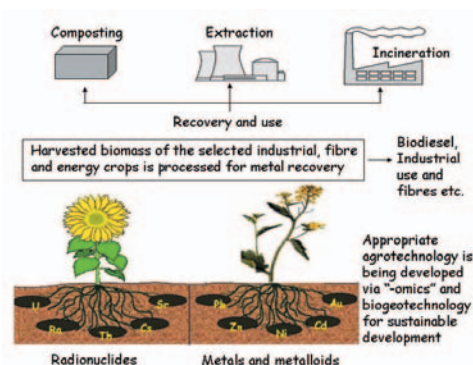 Composting
Extraction
Incineration
Recovery and use
Harvested biomass of the selected industrial, fibre
and energy crops is processed for metal recovery
Biodiesel,
Industrial
use and
fibres etc.
Appropriate
agrotechnology is
being developed
via "-omics" and
biogeotechnology
for sustainable
development
U
Ra
Th
Cs
Sr
Pb
Zn
Ni
Cd
Au
Radionuclides
Metals and metalloids